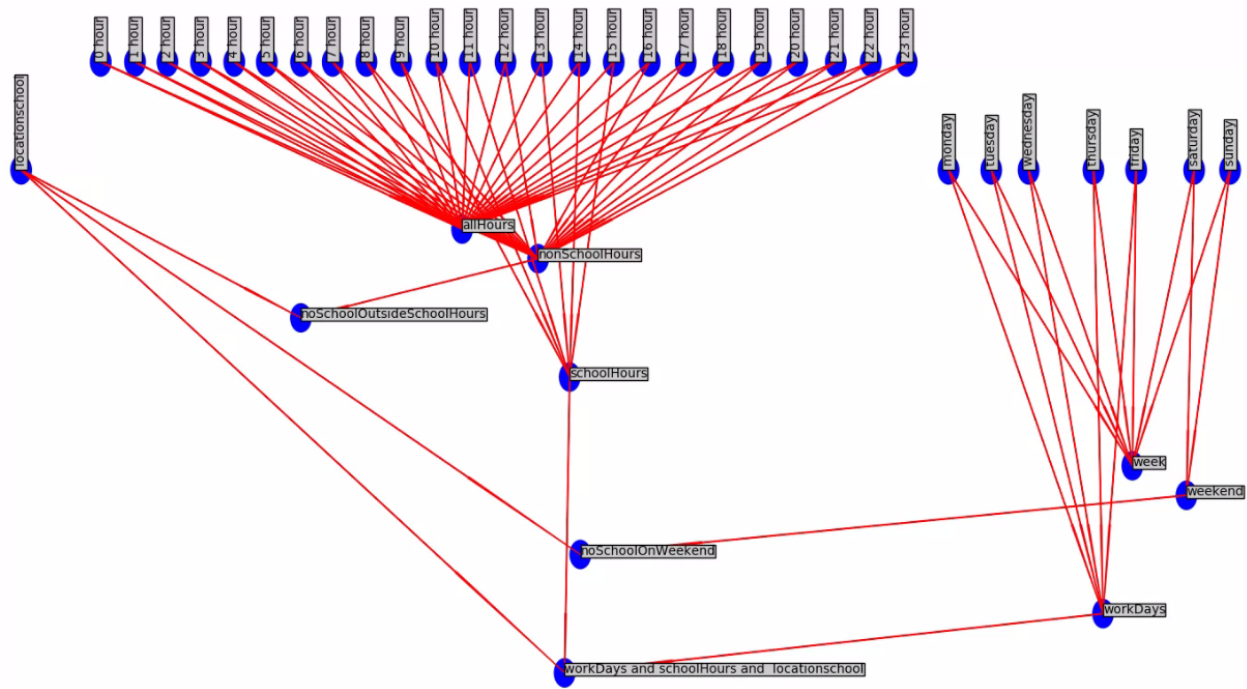 0 hour
1 hour
2 hour
3 hour
4 hour
5 hour
6 hour
7 hour
8 hour
9 hour
10 hour
11 hour
12 hour
13 hour
14 hour
15 hour
16 hour
17 hour
18 hour
19 hour
20 hour
21 hour
22 hour
23 hour
locationschool
monday
tuesday
wednesday
thursday
friday
saturday
sunday
allHours
nonSchoolHours
noSchoolOutsideSchoolHours
schoolHours
week
weekend
noSchoolOnWeekend
workDays
workDays and schoolHours and locationschool